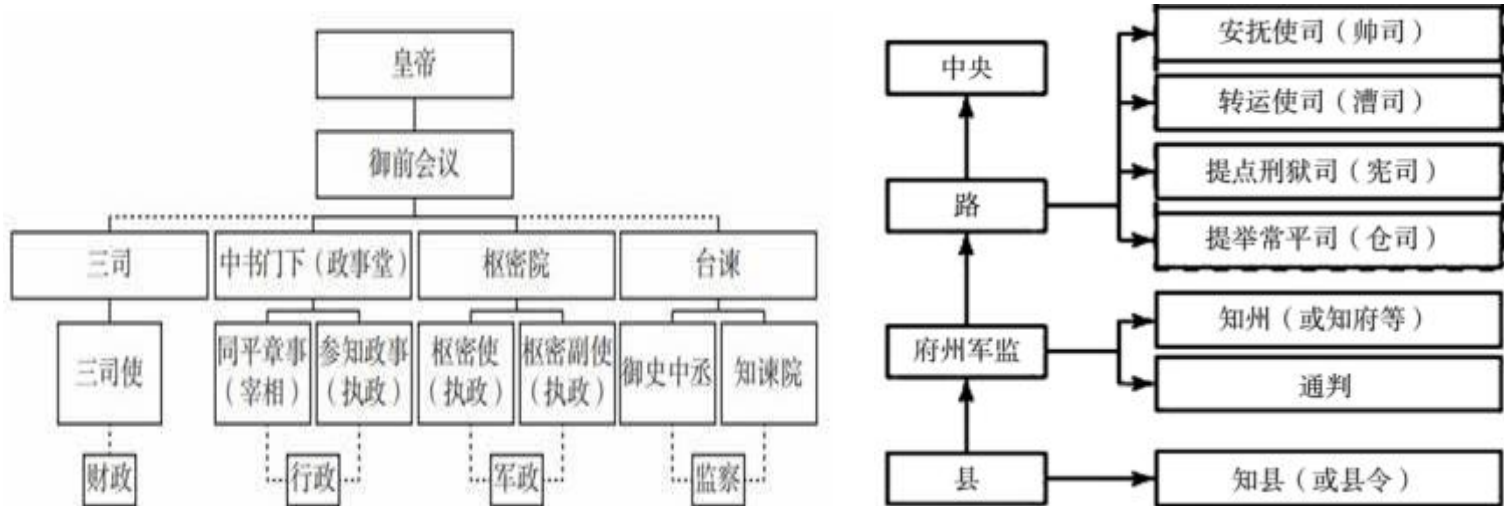 皇帝
御前会议
三司
中书门下（政事堂）
枢密院
台谏
三司使
同平章事
（宰相）
参知政事
（执政）
枢密使
（执政）
枢密副使
（执政）
御史中丞
知谏院
财政
行政
军政
监察
中央
路
府州军监
县
安抚使司（帅司）
转运使司（漕司）
提点刑狱司（宪司）
提举常平司（仓司）
知州（或知府等）
通判
知县（或县令）